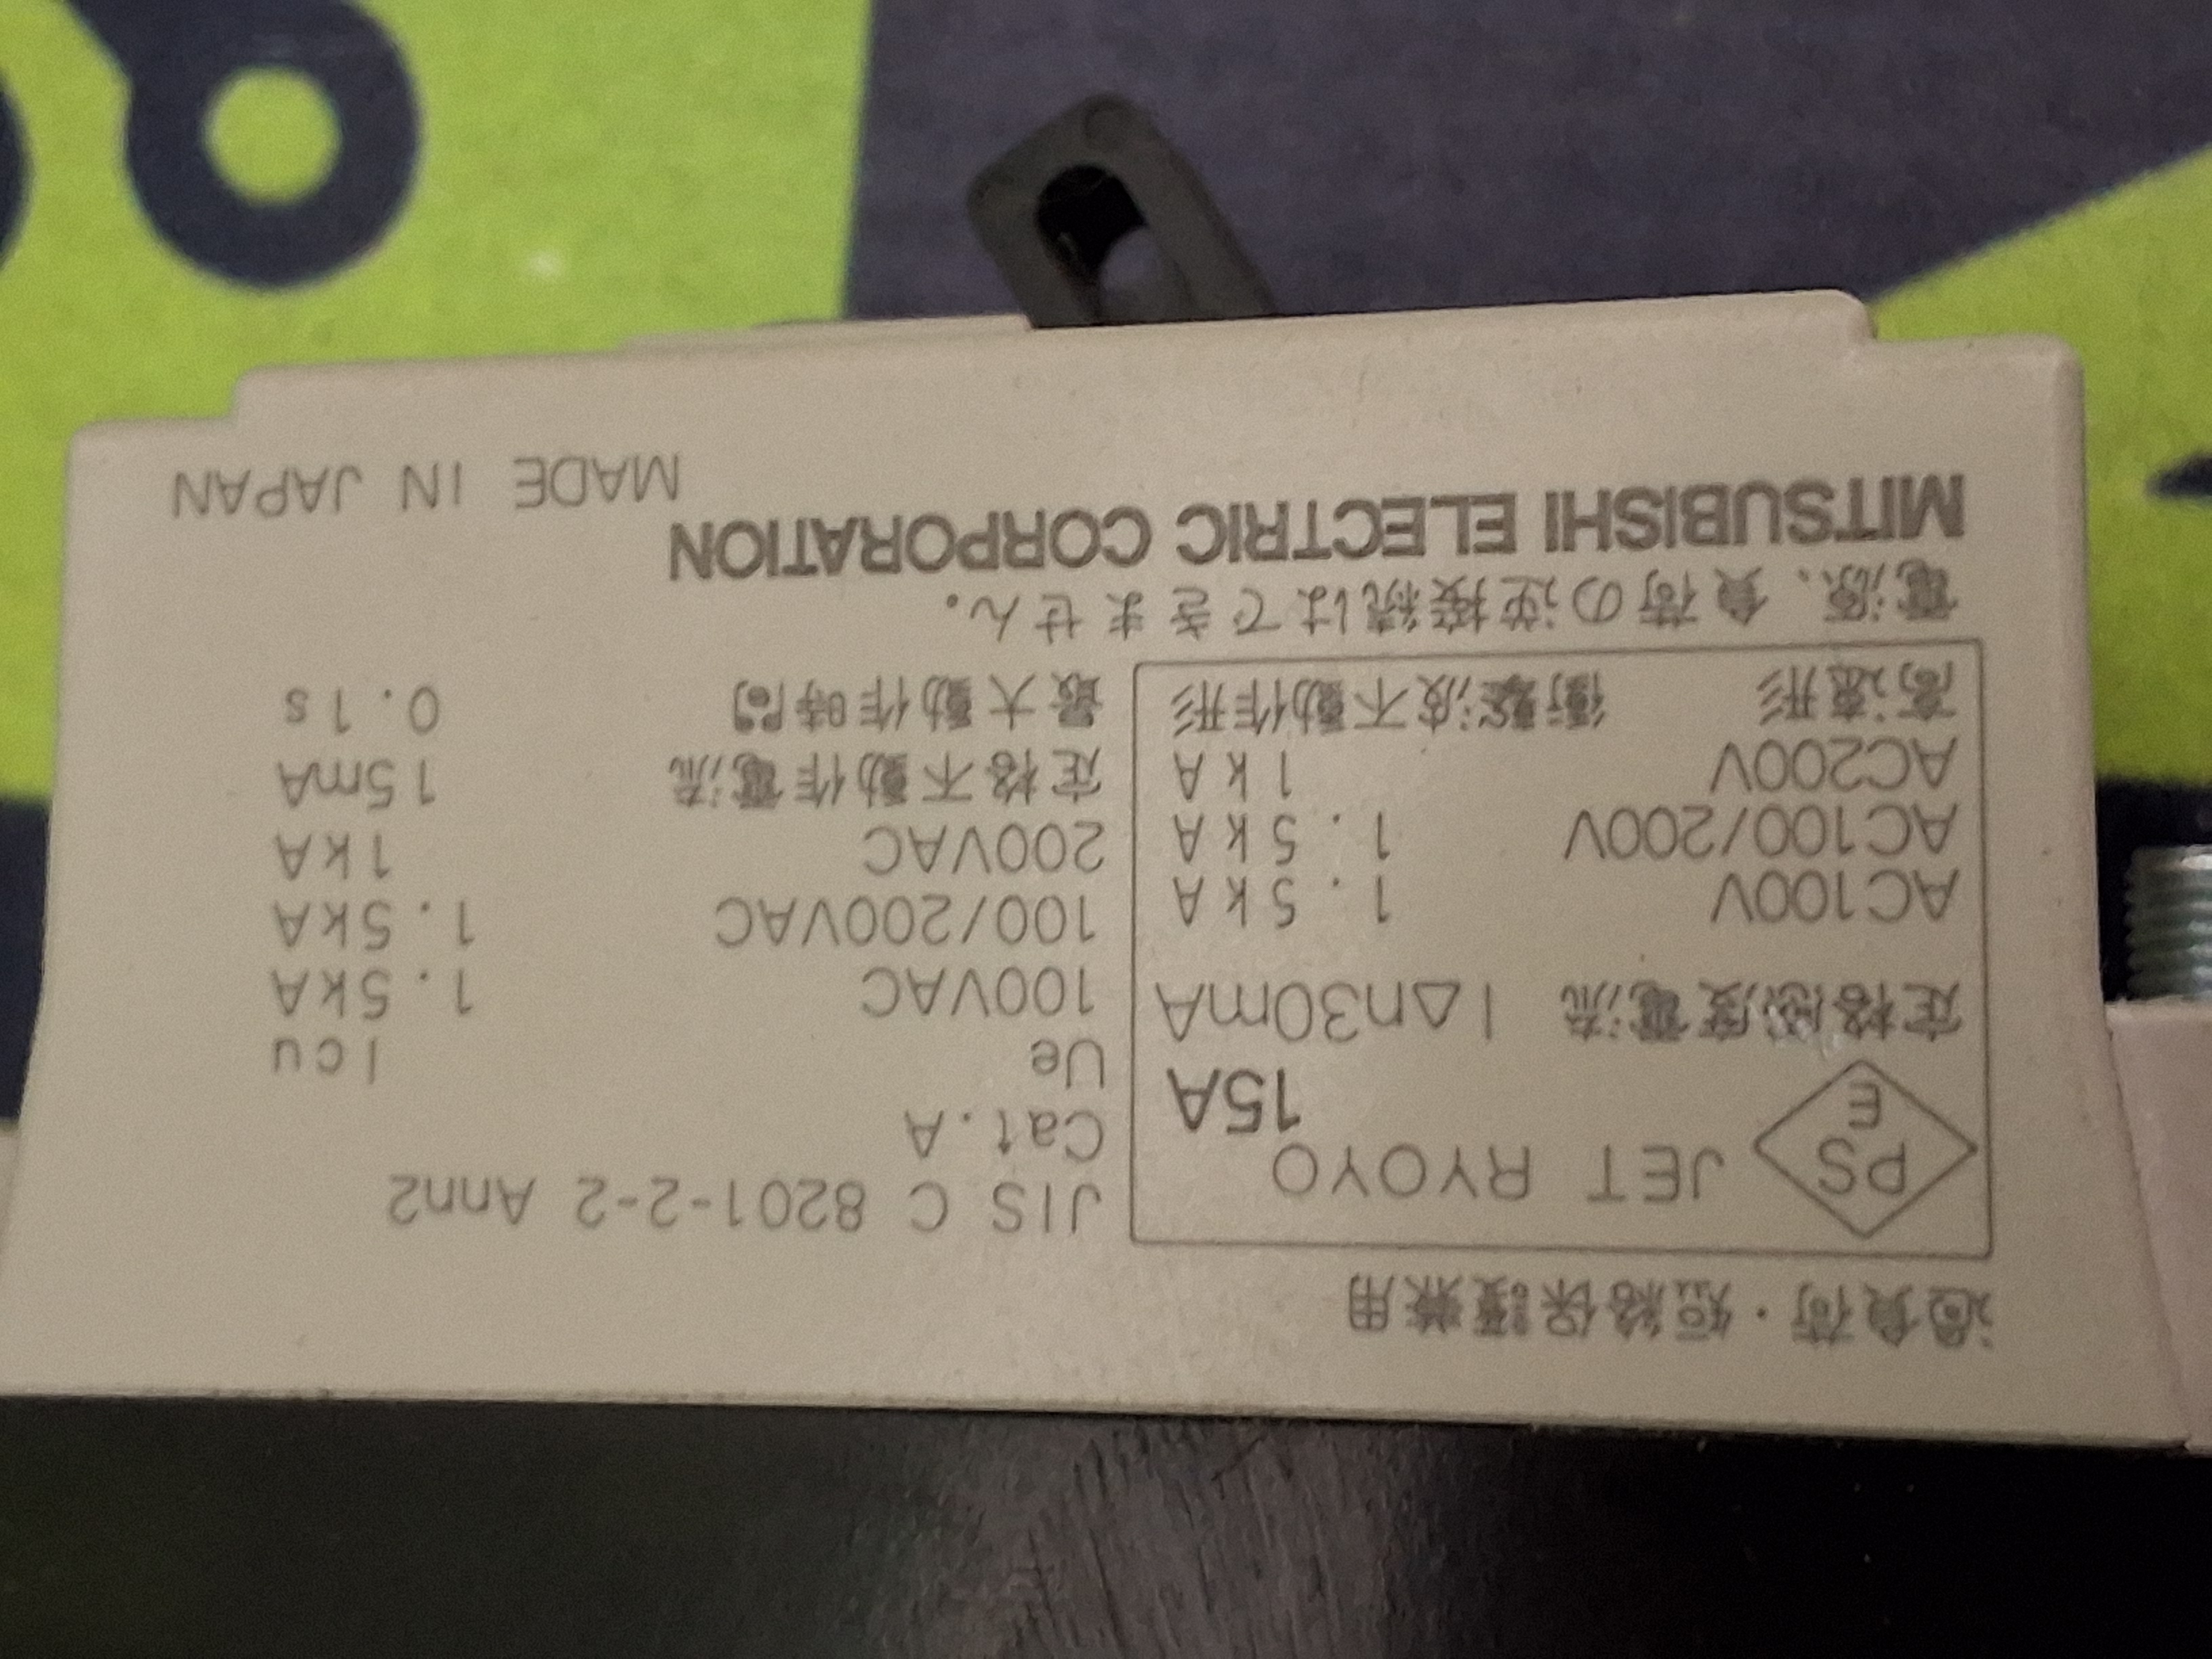 過負荷・短絡保護兼用
PS
E
JET RYOYO
15A
定格感度電流 I△n30mA
AC100V 1.5kA
AC100/200V 1.5kA
AC200V 1kA
高速形 衝撃波不動作形
JIS C 8201-2-2 Ann2
Cat.A
Ue Icu
100VAC 1.5kA
100/200VAC 1.5kA
200VAC 1kA
定格不動作電流 15mA
最大動作時間 0.1s
電源、負荷の逆接続はできません。
MITSUBISHI ELECTRIC CORPORATION
MADE IN JAPAN